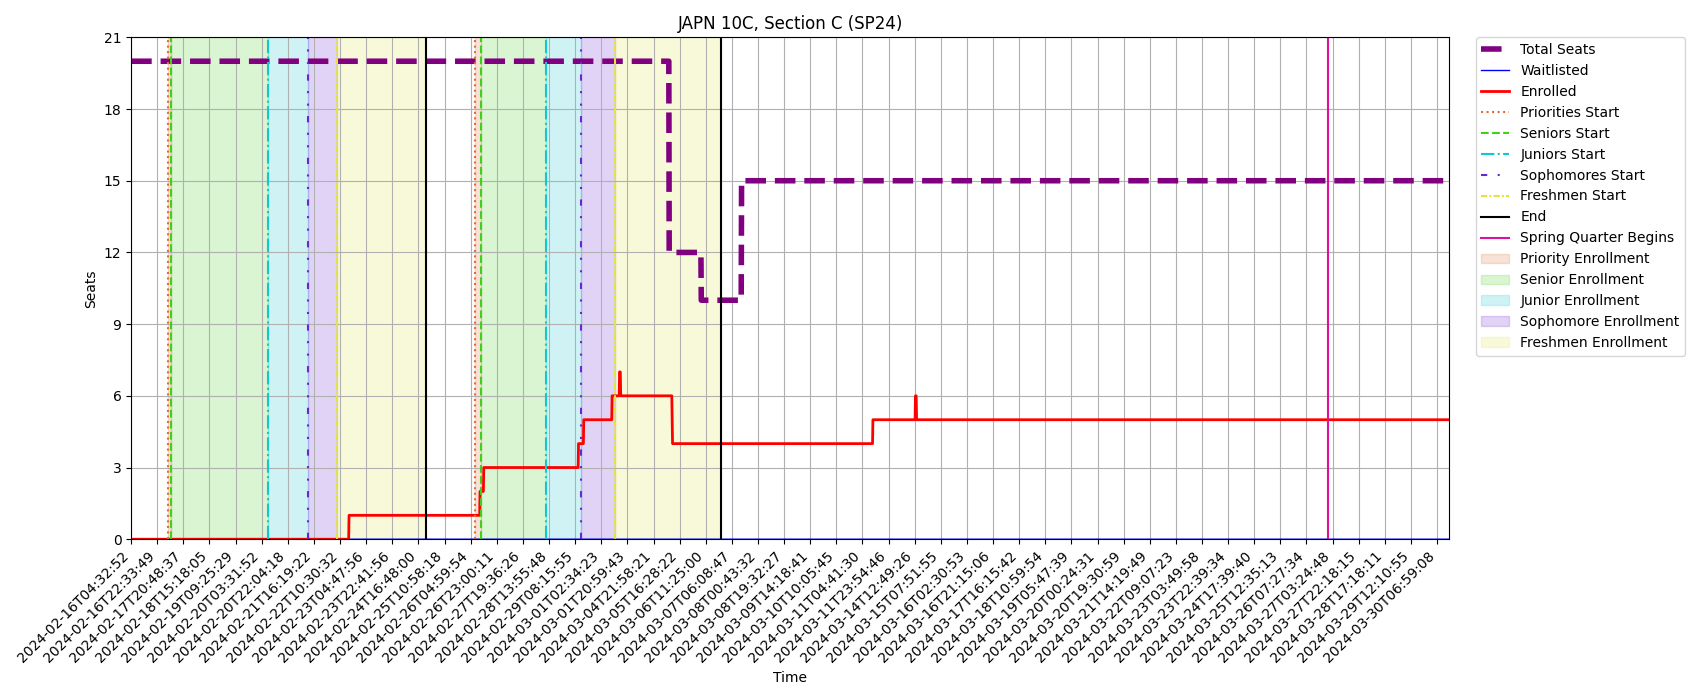 JAPN 10C, Section C (SP24)
Seats
21
18
15
12
9
6
3
0
2024-02-16T04:32:52
2024-02-16T22:33:49
2024-02-17T20:48:37
2024-02-18T15:18:05
2024-02-19T09:25:29
2024-02-20T03:31:52
2024-02-20T22:04:18
2024-02-21T16:19:22
2024-02-22T10:30:32
2024-02-23T04:47:56
2024-02-23T22:41:56
2024-02-24T16:48:00
2024-02-25T10:58:18
2024-02-26T04:59:54
2024-02-26T23:00:11
2024-02-27T19:36:26
2024-02-28T13:55:48
2024-02-29T08:15:55
2024-03-01T02:34:23
2024-03-01T20:59:43
2024-03-04T21:58:21
2024-03-05T16:28:22
2024-03-06T11:25:00
2024-03-07T06:08:47
2024-03-08T00:43:32
2024-03-08T19:32:27
2024-03-09T14:18:41
2024-03-10T10:05:45
2024-03-11T04:41:30
2024-03-11T23:54:46
2024-03-14T12:49:26
2024-03-15T07:51:55
2024-03-16T02:30:53
2024-03-16T21:15:06
2024-03-17T16:15:42
2024-03-18T10:59:54
2024-03-19T05:47:39
2024-03-20T00:24:31
2024-03-20T19:30:59
2024-03-21T14:19:49
2024-03-22T09:07:23
2024-03-23T03:49:58
2024-03-23T22:39:34
2024-03-24T17:39:40
2024-03-25T12:35:13
2024-03-26T07:27:34
2024-03-27T03:24:48
2024-03-27T22:18:15
2024-03-28T17:18:11
2024-03-29T12:10:55
2024-03-30T06:59:08
Time
Total Seats
Waitlisted
Enrolled
Priorities Start
Seniors Start
Juniors Start
Sophomores Start
Freshmen Start
End
Spring Quarter Begins
Priority Enrollment
Senior Enrollment
Junior Enrollment
Sophomore Enrollment
Freshmen Enrollment